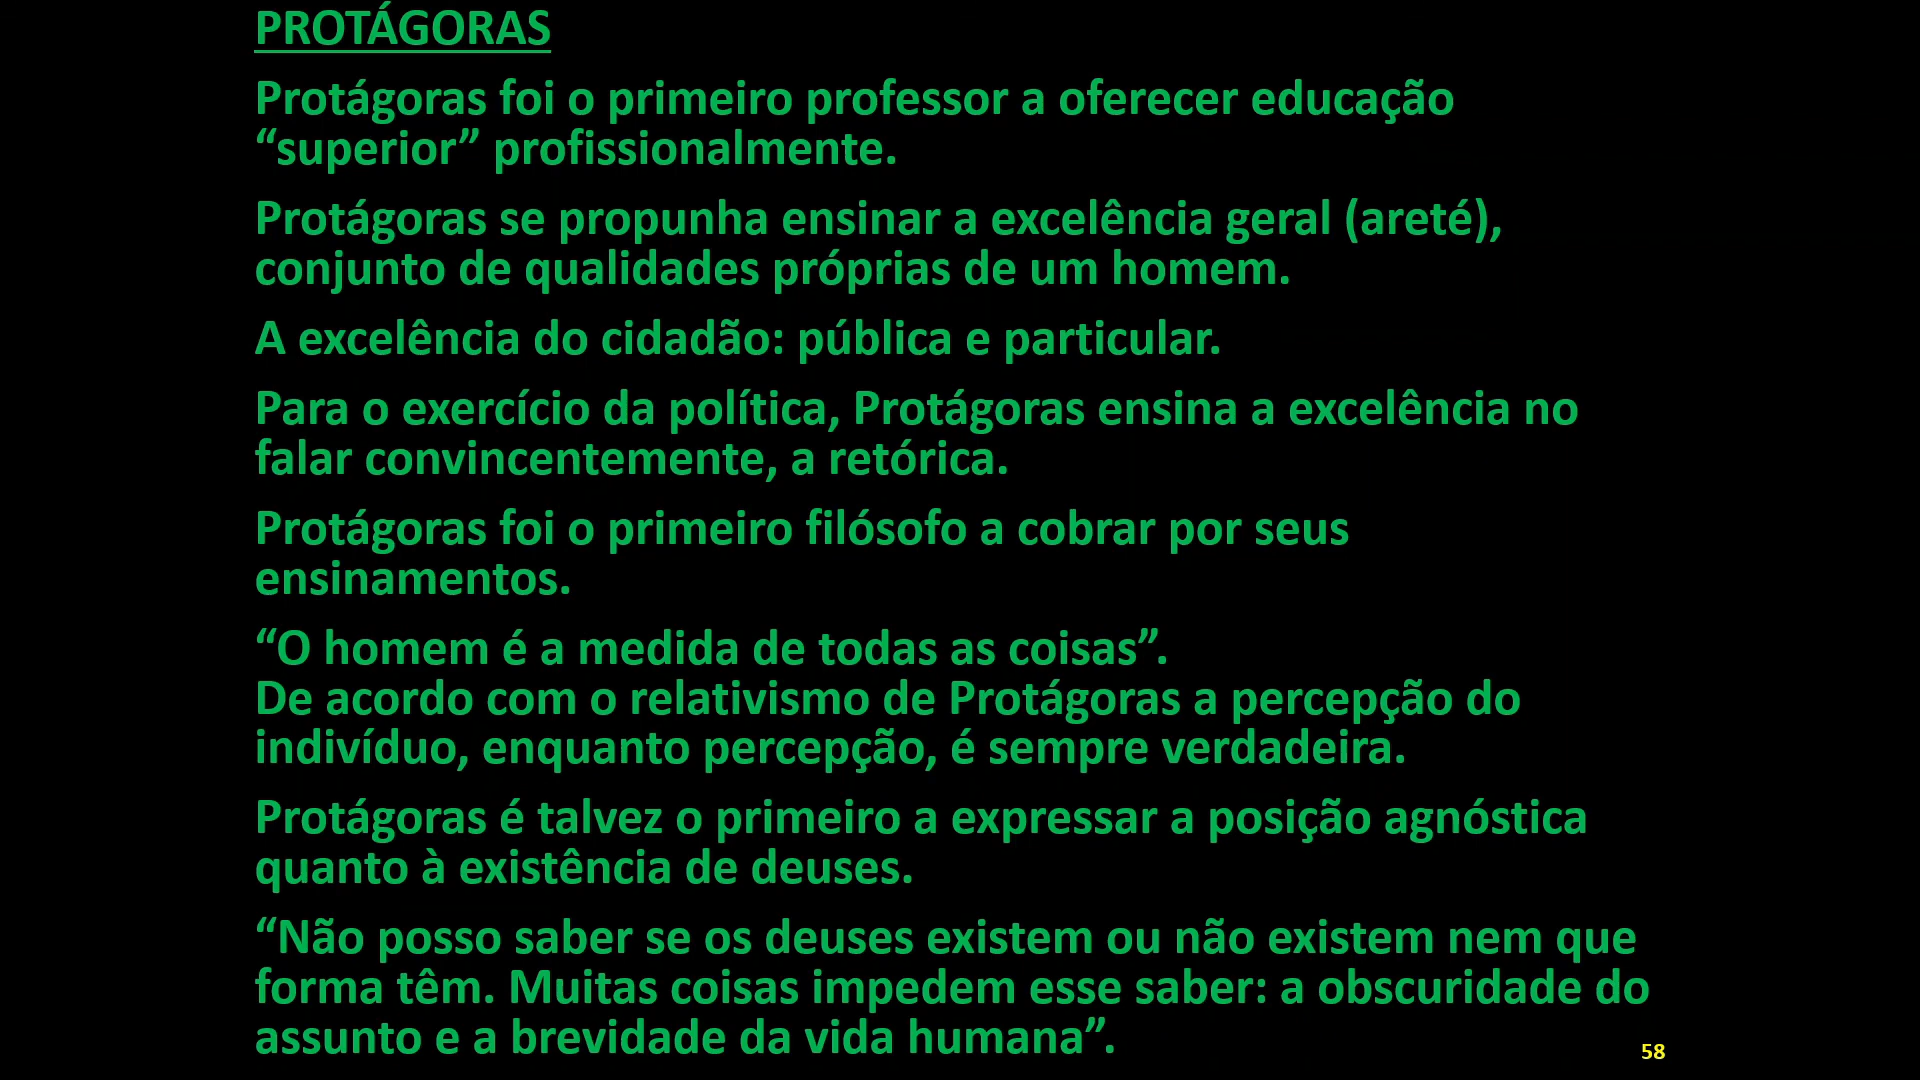 PROTÁGORAS
Protágoras foi o primeiro professor a oferecer educação
“superior” profissionalmente.
Protágoras se propunha ensinar a excelência geral (areté),
conjunto de qualidades próprias de um homem.
A excelência do cidadão: pública e particular.
Para o exercício da política, Protágoras ensina a excelência no
falar convincentemente, a retórica.
Protágoras foi o primeiro filósofo a cobrar por seus
ensinamentos.
“O homem é a medida de todas as coisas”.
De acordo com o relativismo de Protágoras a percepção do
indivíduo, enquanto percepção, é sempre verdadeira.
Protágoras é talvez o primeiro a expressar a posição agnóstica
quanto à existência de deuses.
“Não posso saber se os deuses existem ou não existem nem que
forma têm. Muitas coisas impedem esse saber: a obscuridade do
assunto e a brevidade da vida humana”.
58